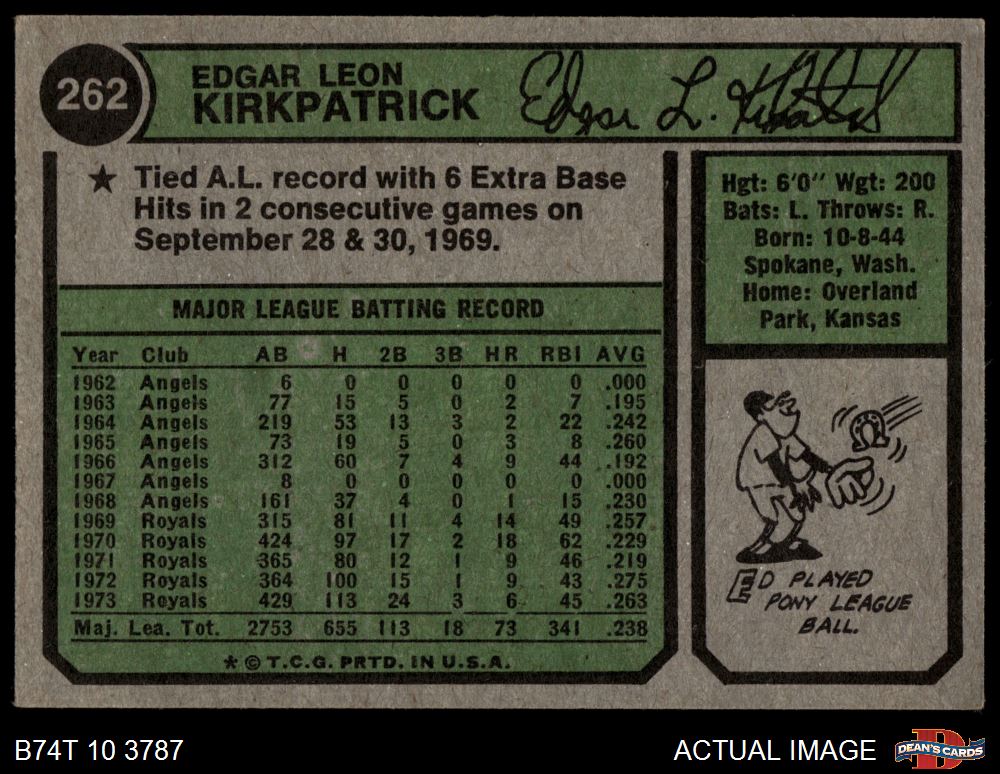 262
EDGAR LEON
KIRKPATRICK
Edgar L. Kirkpatrick
★ Tied A.L. record with 6 Extra Base
Hits in 2 consecutive games on
September 28 & 30, 1969.
MAJOR LEAGUE BATTING RECORD
Year Club AB H 2B 3B HR RBI AVG
1962 Angels 6 0 0 0 0 0 .000
1963 Angels 77 15 5 0 2 7 .195
1964 Angels 219 53 13 3 2 22 .242
1965 Angels 73 19 5 0 3 8 .260
1966 Angels 312 60 7 4 9 44 .192
1967 Angels 8 0 0 0 0 0 .000
1968 Angels 161 37 4 0 1 15 .230
1969 Royals 315 81 11 4 14 49 .257
1970 Royals 424 97 17 2 18 62 .229
1971 Royals 365 80 12 1 9 46 .219
1972 Royals 364 100 15 1 9 43 .275
1973 Royals 429 113 24 3 6 45 .263
Maj. Lea. Tot. 2753 655 113 18 73 341 .238
* © T.C.G. PRTD. IN U.S.A.
Hgt: 6'0" Wgt: 200
Bats: L. Throws: R.
Born: 10-8-44
Spokane, Wash.
Home: Overland
Park, Kansas
ED PLAYED
PONY LEAGUE
BALL.
B74T 10 3787
ACTUAL IMAGE
DEAN'S CARDS